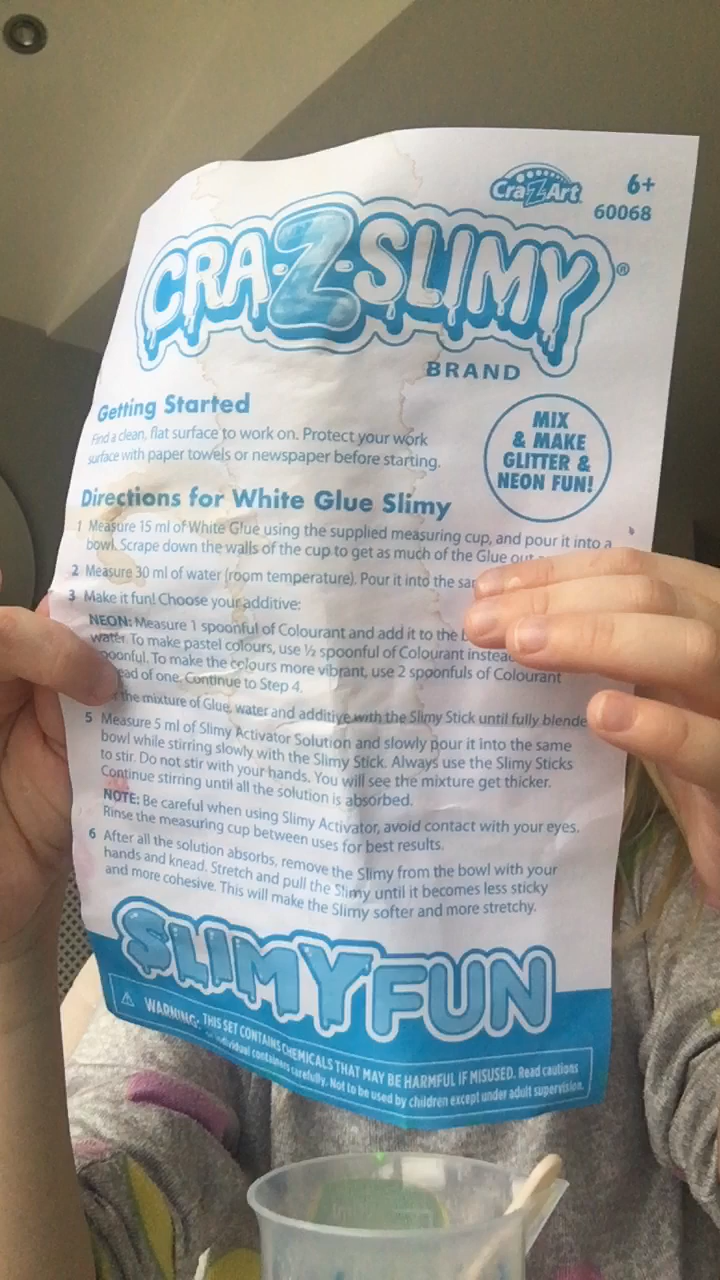 Cra-Z-Art
6+
60068
CRA-Z-SLIMY®
BRAND
Getting Started
Find a clean, flat surface to work on. Protect your work
surface with paper towels or newspaper before starting.
MIX
& MAKE
GLITTER &
NEON FUN!
Directions for White Glue Slimy
1 Measure 15 ml of White Glue using the supplied measuring cup, and pour it into a
bowl. Scrape down the walls of the cup to get as much of the Glue out
2 Measure 30 ml of water (room temperature). Pour it into the
3 Make it fun! Choose your additive:
NEON: Measure 1 spoonful of Colourant and add it to the
water. To make pastel colours, use ½ spoonful of Colourant
spoonful. To make the colours more vibrant, use 2 spoonfuls of Colourant
of one. Continue to Step 4.
the mixture of Glue, water and additive with the Slimy Stick until fully
5 Measure 5 ml of Slimy Activator Solution and slowly pour it into the same
bowl while stirring slowly with the Slimy Stick. Always use the Slimy Sticks
to stir. Do not stir with your hands. You will see the mixture get thicker.
Continue stirring until all the solution is absorbed.
NOTE: Be careful when using Slimy Activator, avoid contact with your eyes.
Rinse the measuring cup between uses for best results.
6 After all the solution absorbs, remove the Slimy from the bowl with your
hands and knead. Stretch and pull the Slimy until it becomes less sticky
and more cohesive. This will make the Slimy softer and more stretchy.
SLIMYFUN
WARNING: THIS SET CONTAINS CHEMICALS THAT MAY BE HARMFUL IF MISUSED. Read cautions
individual containers carefully. Not to be used by children except under adult supervision.